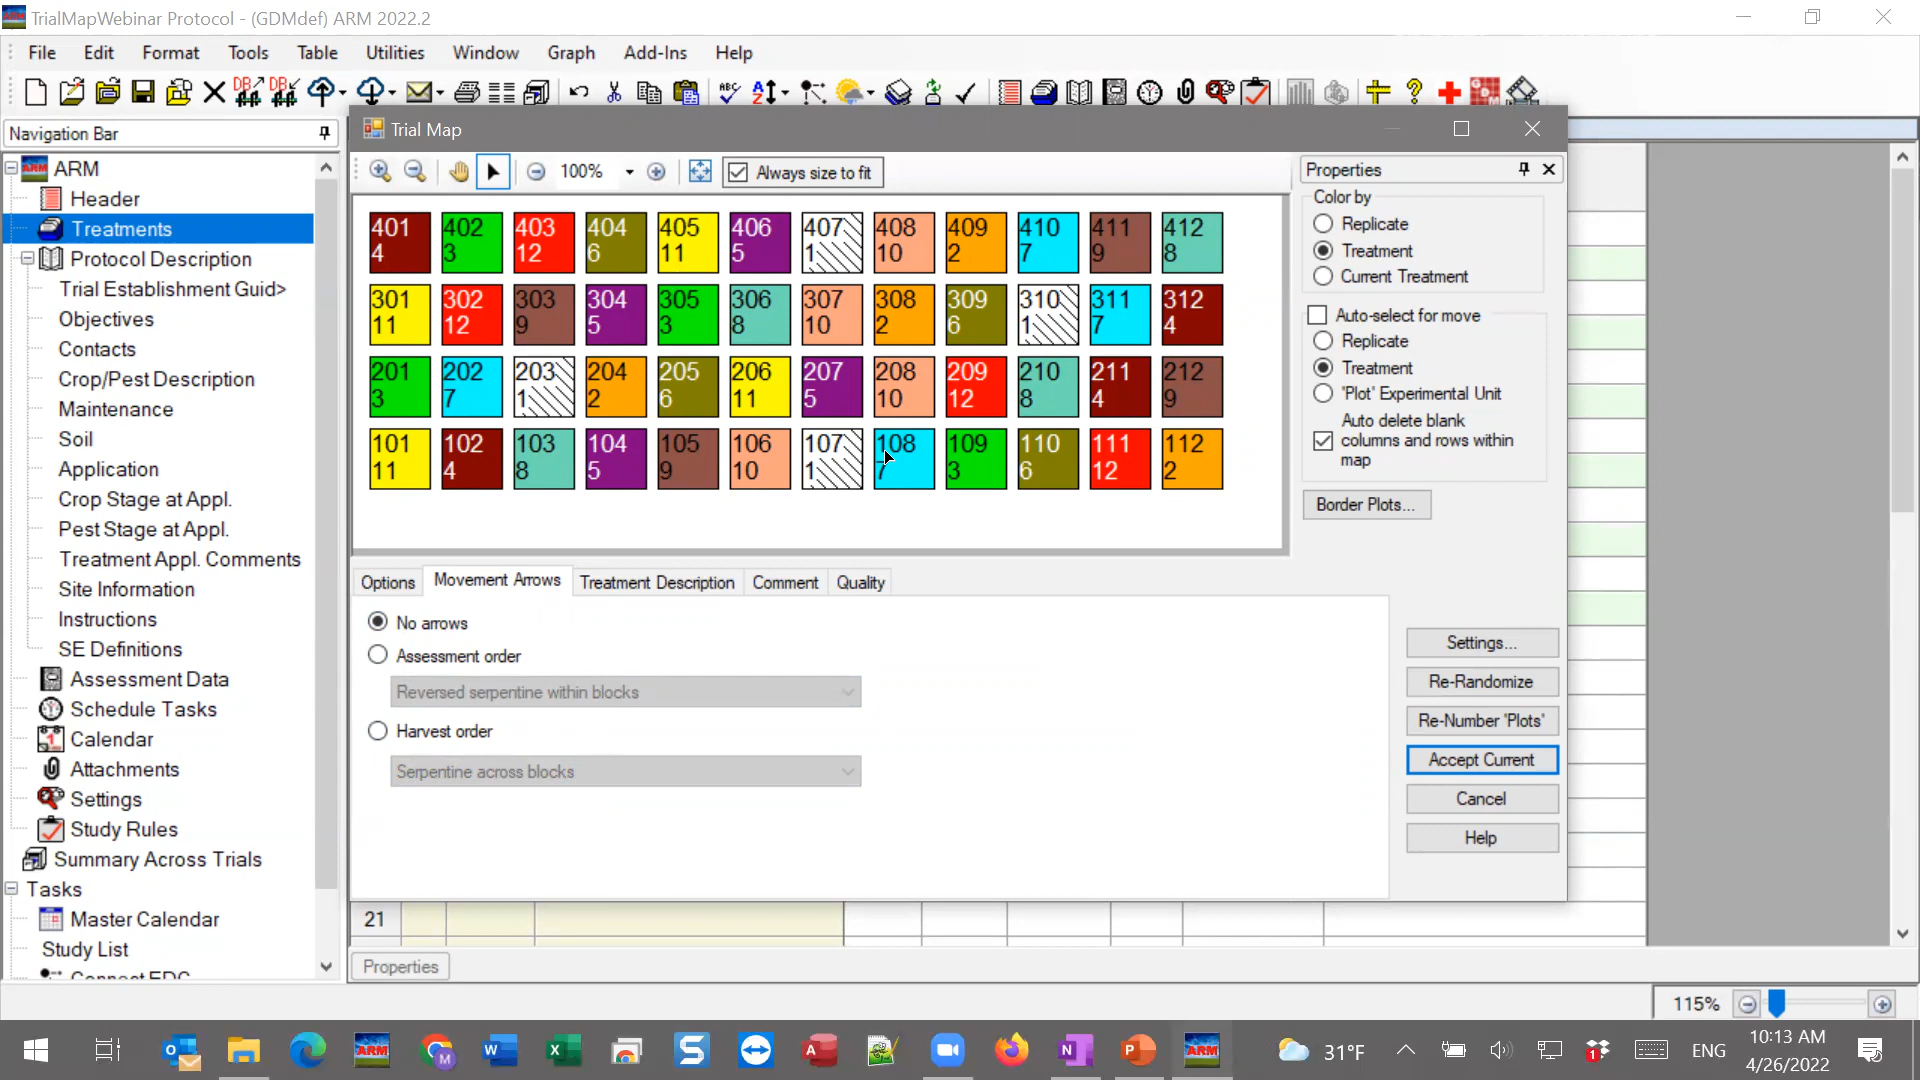 TrialMapWebinar Protocol - (GDMdef) ARM 2022.2
File Edit Format Tools Table Utilities Window Graph Add-Ins Help
Navigation Bar
ARM
Header
Treatments
Protocol Description
Trial Establishment Guid>
Objectives
Contacts
Crop/Pest Description
Maintenance
Soil
Application
Crop Stage at Appl.
Pest Stage at Appl.
Treatment Appl. Comments
Site Information
Instructions
SE Definitions
Assessment Data
Schedule Tasks
Calendar
Attachments
Settings
Study Rules
Summary Across Trials
Tasks
Master Calendar
Study List
Trial Map
100%
Always size to fit
401 402 403 404 405 406 407 408 409 410 411 412
4 3 12 6 11 5 1 10 2 7 9 8
301 302 303 304 305 306 307 308 309 310 311 312
11 12 9 5 3 8 10 2 6 1 7 4
201 202 203 204 205 206 207 208 209 210 211 212
3 7 1 2 6 11 5 10 12 8 4 9
101 102 103 104 105 106 107 108 109 110 111 112
11 4 8 5 9 10 1 7 3 6 12 2
Properties
Color by
Replicate
Treatment
Current Treatment
Auto-select for move
Replicate
Treatment
'Plot' Experimental Unit
Auto delete blank
columns and rows within
map
Border Plots...
Options Movement Arrows Treatment Description Comment Quality
No arrows
Assessment order
Reversed serpentine within blocks
Harvest order
Serpentine across blocks
Settings...
Re-Randomize
Re-Number 'Plots'
Accept Current
Cancel
Help
21
Properties
115%
31°F
ENG
10:13 AM
4/26/2022